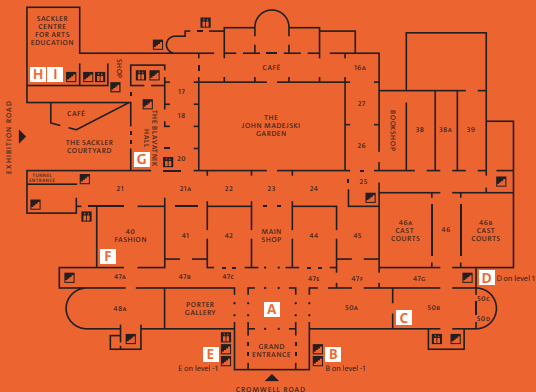 SACKLER
CENTRE
FOR ARTS
EDUCATION
H I
SHOP
CAFÉ
16A
17
18
20
THE BLAVATNIK
HALL
G
THE
JOHN MADEJSKI
GARDEN
27
26
25
BOOKSHOP
38
38A
39
EXHIBITION ROAD
CAFÉ
THE SACKLER
COURTYARD
TUNNEL
ENTRANCE
21
21A
22
23
24
40
FASHION
F
41
42
MAIN
SHOP
44
45
46A
CAST
COURTS
46
46B
CAST
COURTS
47A
47B
47C
47E
47F
47G
D
D on level 1
48A
PORTER
GALLERY
A
50A
C
50B
50C
50D
E
E on level -1
GRAND
ENTRANCE
B
B on level -1
CROMWELL ROAD